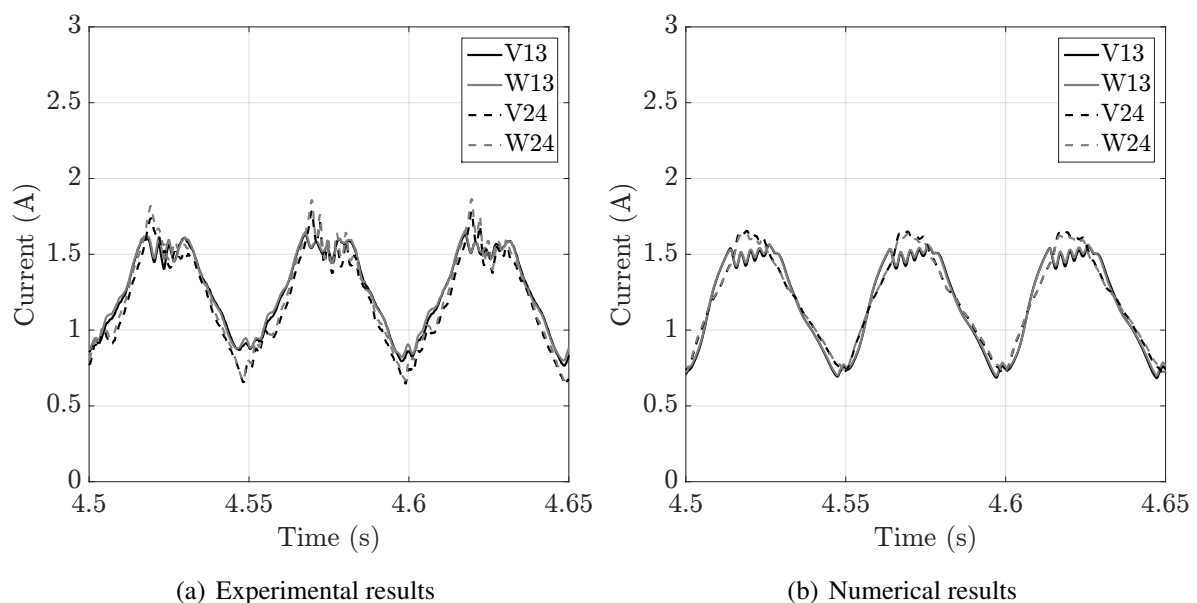 3
2.5
2
1.5
1
0.5
0
4.5
4.55
4.6
4.65
Current (A)
Time (s)
V13
W13
V24
W24
(a) Experimental results
3
2.5
2
1.5
1
0.5
0
4.5
4.55
4.6
4.65
Current (A)
Time (s)
V13
W13
V24
W24
(b) Numerical results